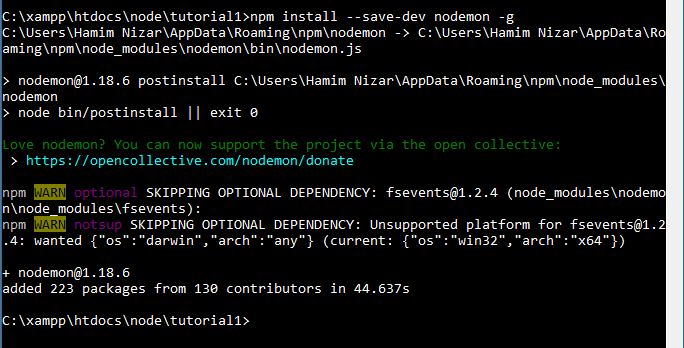 C:\xampp\htdocs\node\tutorial1>npm install --save-dev nodemon -g
C:\Users\Hamim Nizar\AppData\Roaming\npm\nodemon -> C:\Users\Hamim Nizar\AppData\Ro
aming\npm\node_modules\nodemon\bin\nodemon.js
> nodemon@1.18.6 postinstall C:\Users\Hamim Nizar\AppData\Roaming\npm\node_modules\
nodemon
> node bin/postinstall || exit 0
Love nodemon? You can now support the project via the open collective:
 > https://opencollective.com/nodemon/donate
npm WARN optional SKIPPING OPTIONAL DEPENDENCY: fsevents@1.2.4 (node_modules\nodemo
n\node_modules\fsevents):
npm WARN notsup SKIPPING OPTIONAL DEPENDENCY: Unsupported platform for fsevents@1.2
.4: wanted {"os":"darwin","arch":"any"} (current: {"os":"win32","arch":"x64"})
+ nodemon@1.18.6
added 223 packages from 130 contributors in 44.637s
C:\xampp\htdocs\node\tutorial1>